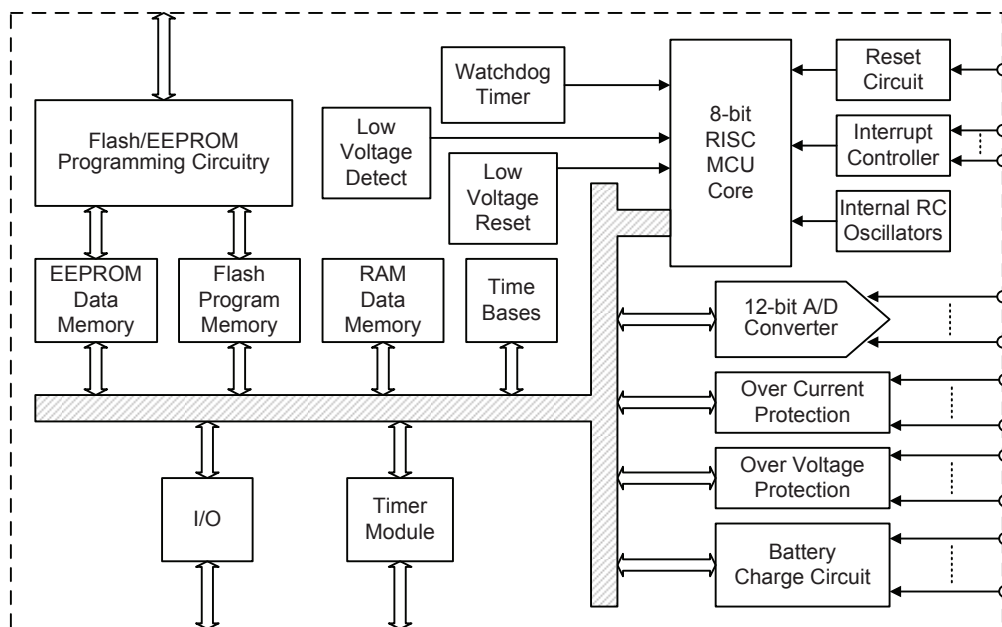 Watchdog
Timer
Reset
Circuit
Flash/EEPROM
Programming Circuitry
Low
Voltage
Detect
8-bit
RISC
MCU
Core
Interrupt
Controller
Low
Voltage
Reset
Internal RC
Oscillators
EEPROM
Data
Memory
Flash
Program
Memory
RAM
Data
Memory
Time
Bases
12-bit A/D
Converter
Over Current
Protection
Over Voltage
Protection
I/O
Timer
Module
Battery
Charge Circuit